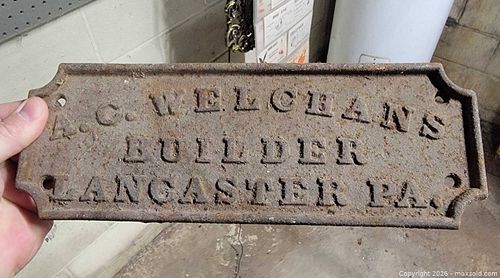 A. C. WELCHANS
BUILDER
LANCASTER PA.
Copyright 2026 - maxsold.com